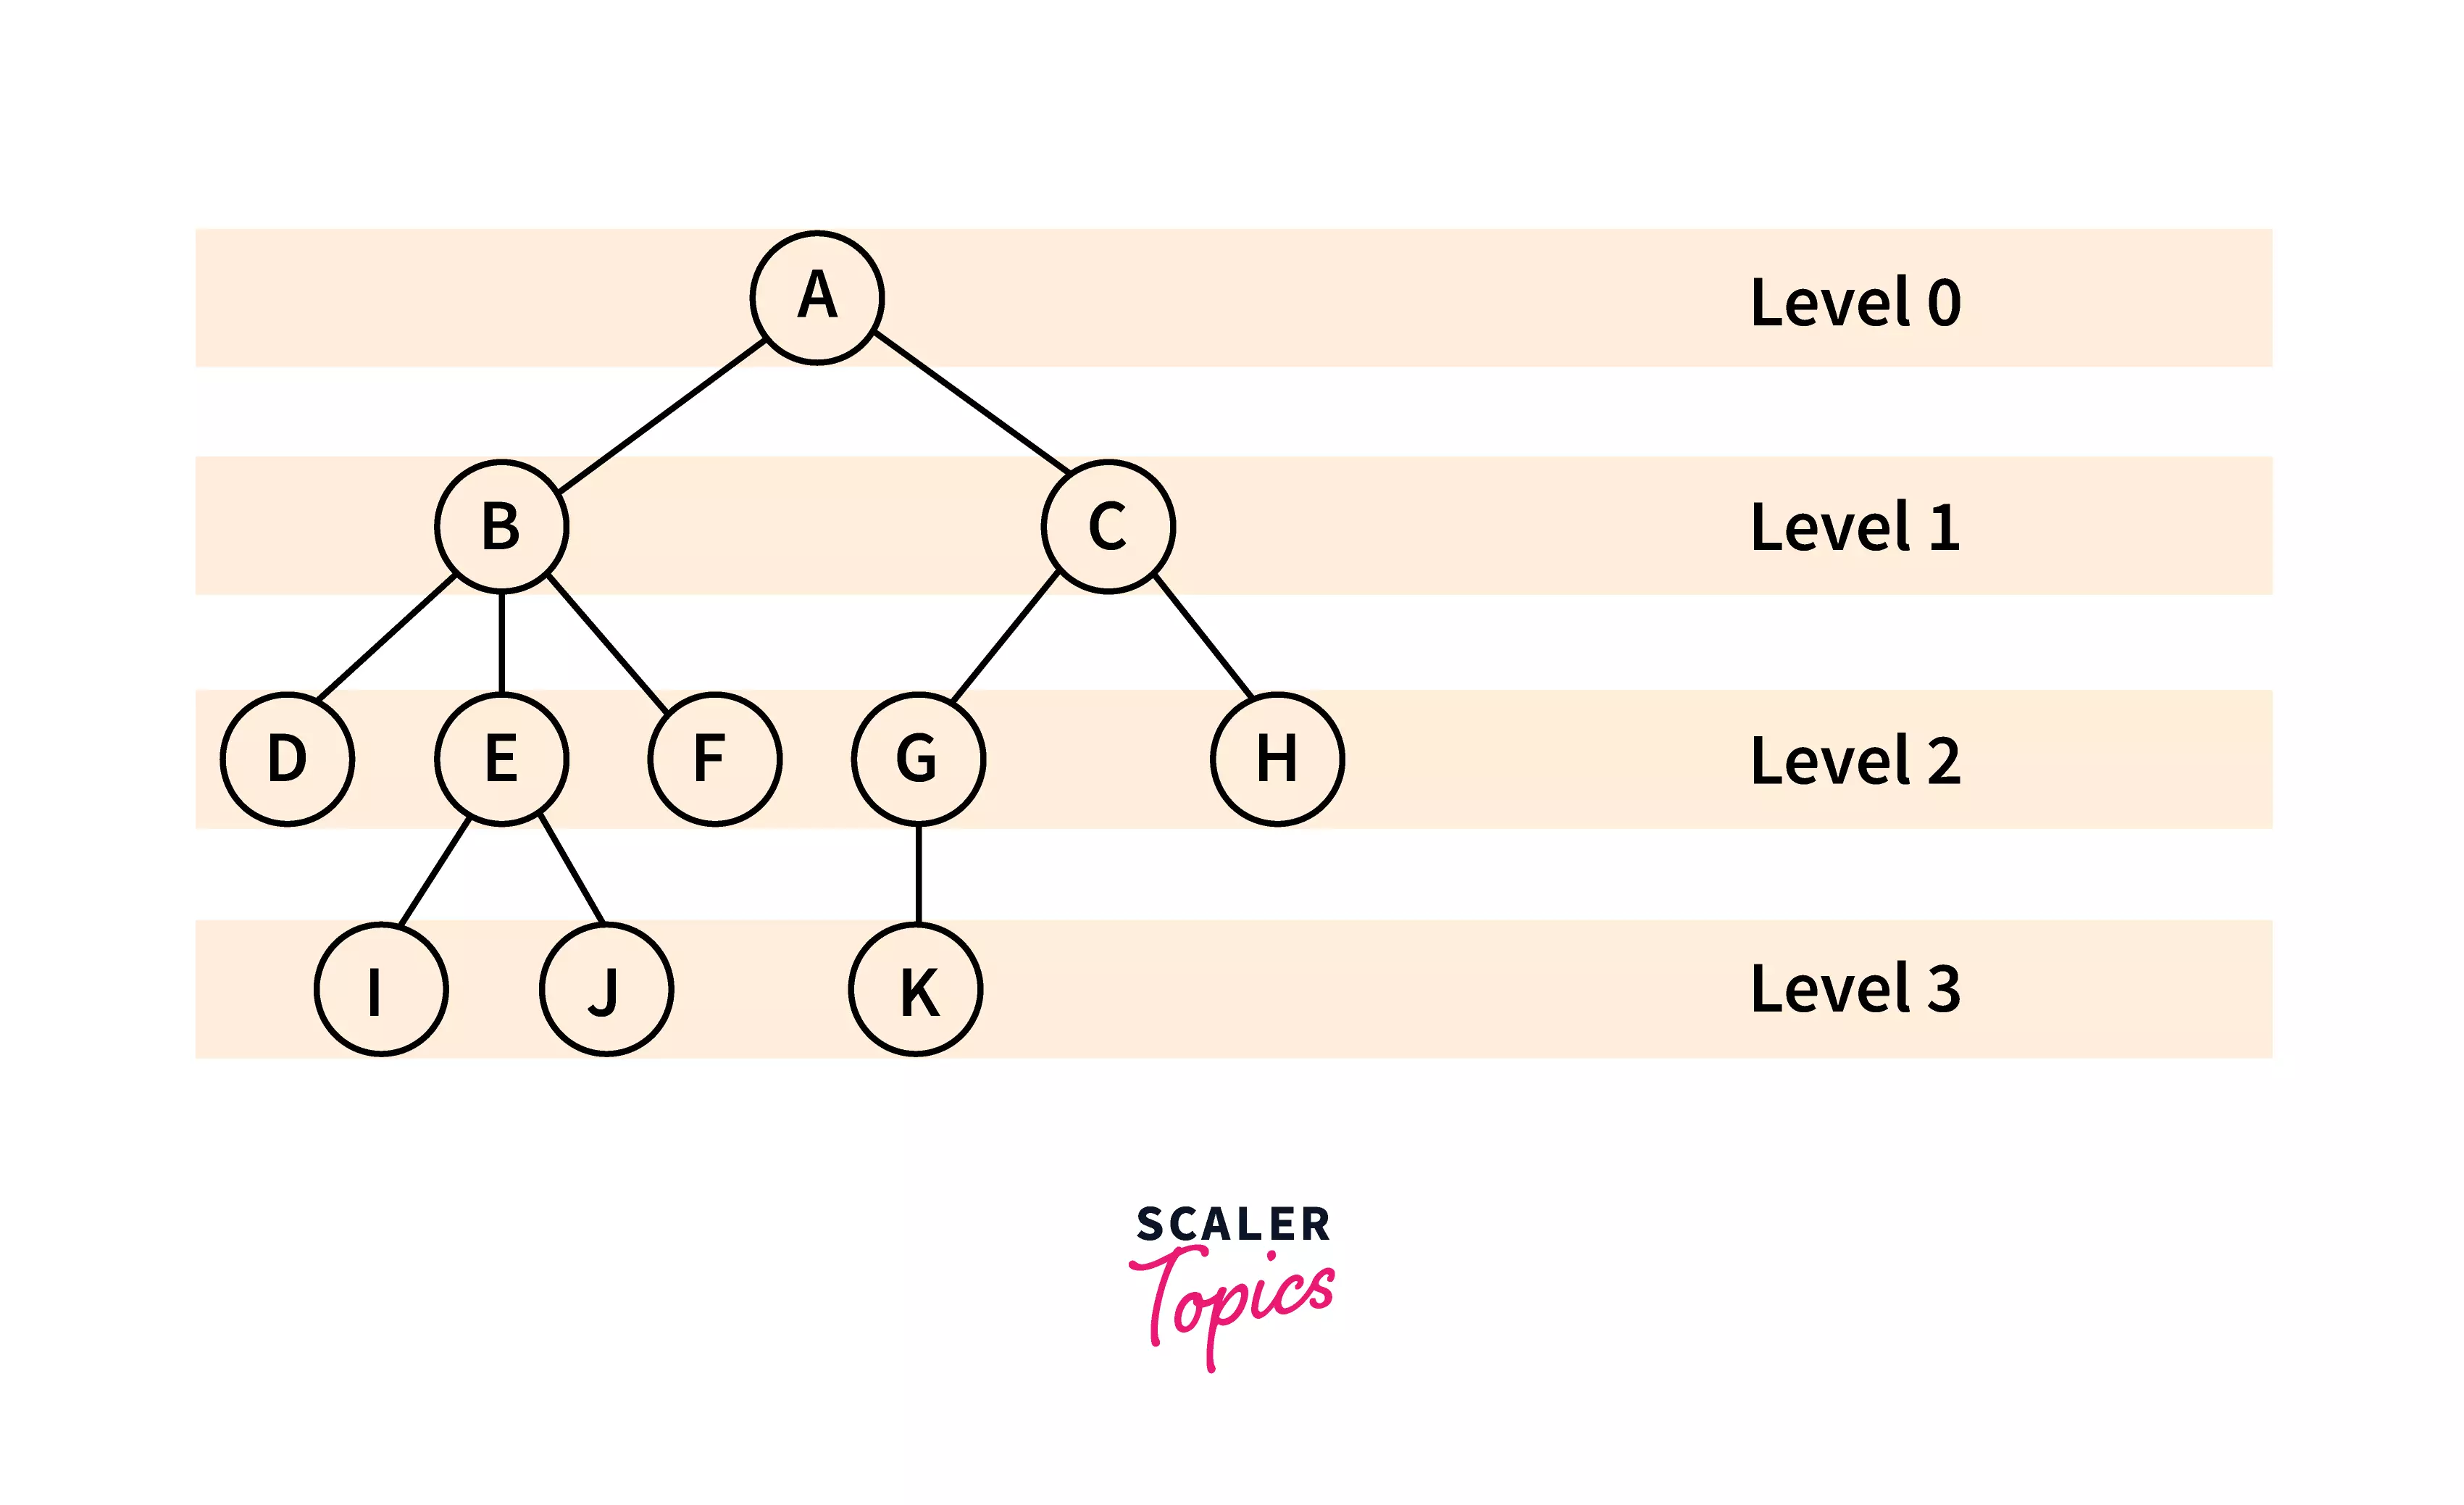 A
Level 0
B
C
Level 1
D
E
F
G
H
Level 2
I
J
K
Level 3
SCALER
Topics